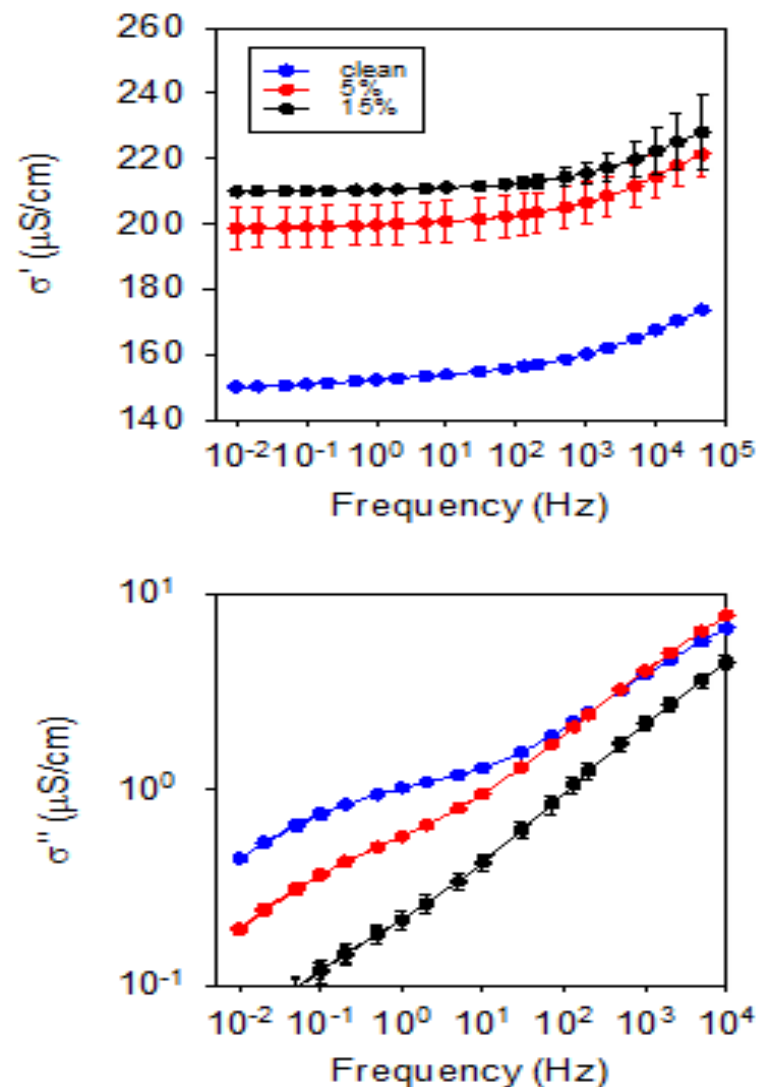 260
240
220
200
180
160
140
σ' (μS/cm)
clean
5%
15%
10⁻² 10⁻¹ 10⁰ 10¹ 10² 10³ 10⁴ 10⁵
Frequency (Hz)
10¹
10⁰
10⁻¹
σ'' (μS/cm)
10⁻² 10⁻¹ 10⁰ 10¹ 10² 10³ 10⁴
Frequency (Hz)